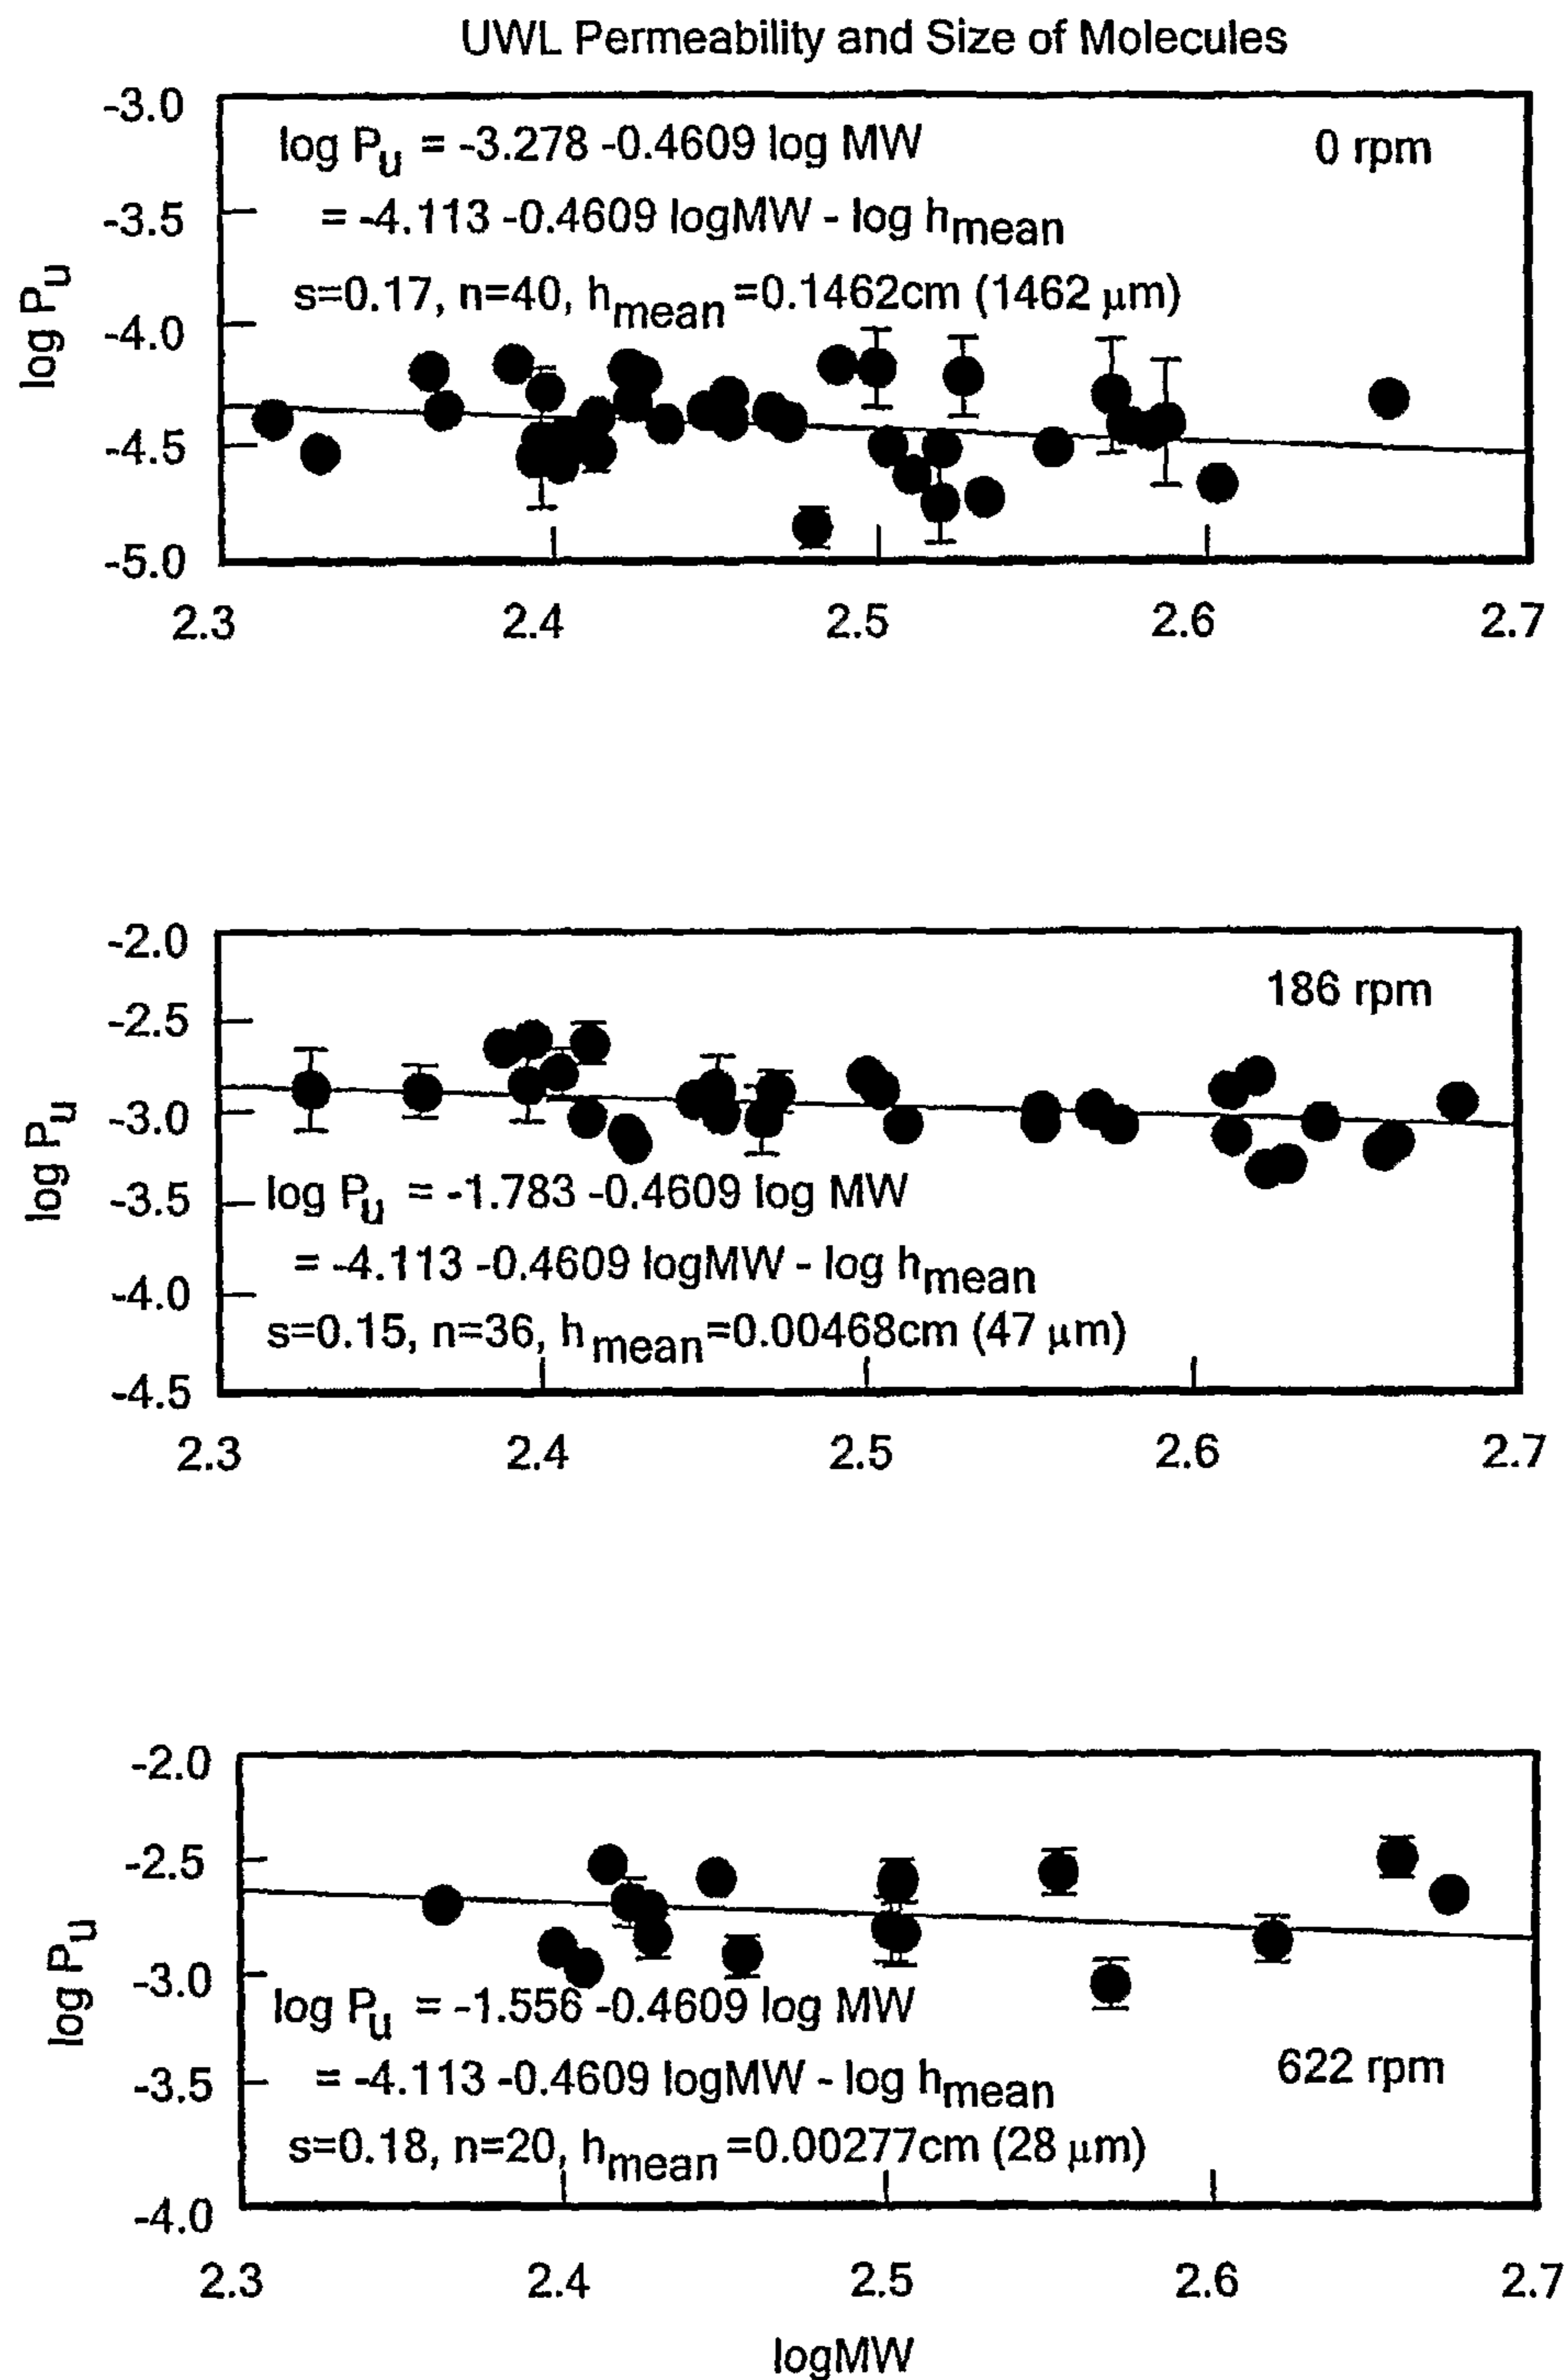 UWL Permeability and Size of Molecules
-3.0
-3.5
-4.0
-4.5
-5.0
log Pu
log Pu = -3.278 -0.4609 log MW
= -4.113 -0.4609 logMW - log hmean
s=0.17, n=40, hmean=0.1462cm (1462 μm)
0 rpm
2.3 2.4 2.5 2.6 2.7
-2.0
-2.5
-3.0
-3.5
-4.0
-4.5
log Pu
186 rpm
log Pu = -1.783 -0.4609 log MW
= -4.113 -0.4609 logMW - log hmean
s=0.15, n=36, hmean=0.00468cm (47 μm)
2.3 2.4 2.5 2.6 2.7
-2.0
-2.5
-3.0
-3.5
-4.0
log Pu
log Pu = -1.556 -0.4609 log MW
= -4.113 -0.4609 logMW - log hmean
622 rpm
s=0.18, n=20, hmean=0.00277cm (28 μm)
2.3 2.4 2.5 2.6 2.7
logMW